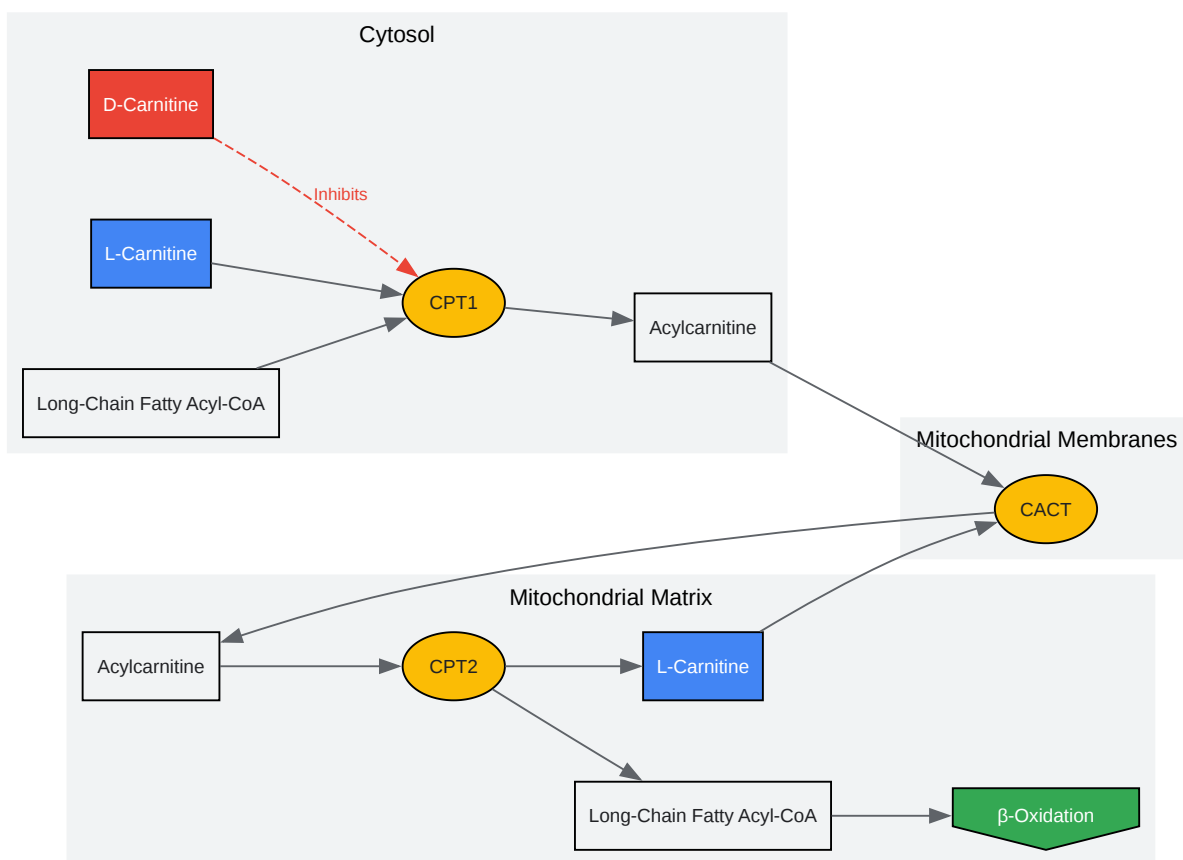 Cytosol
D-Carnitine
Inhibits
L-Carnitine
CPT1
Acylcarnitine
Long-Chain Fatty Acyl-CoA
Mitochondrial Membranes
CACT
Mitochondrial Matrix
Acylcarnitine
CPT2
L-Carnitine
Long-Chain Fatty Acyl-CoA
β-Oxidation